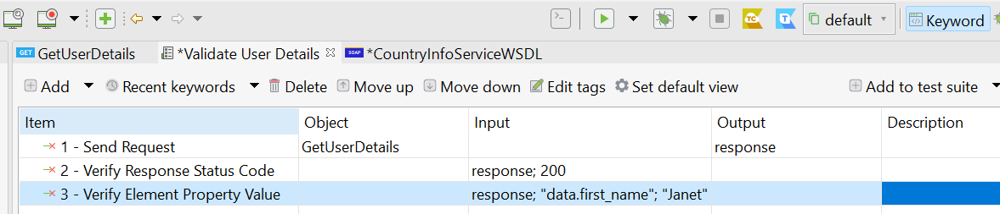 default Keyword
GET GetUserDetails *Validate User Details SOAP *CountryInfoServiceWSDL
Add Recent keywords Delete Move up Move down Edit tags Set default view Add to test suite
Item Object Input Output Description
1 - Send Request GetUserDetails response
2 - Verify Response Status Code response; 200
3 - Verify Element Property Value response; "data.first_name"; "Janet"